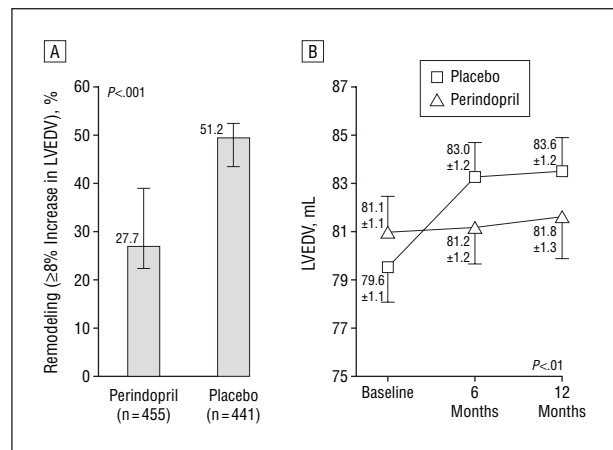 A
Remodeling (≥8% Increase in LVEDV), %
60
50
40
30
20
10
0
P<.001
27.7
51.2
Perindopril
(n=455)
Placebo
(n=441)
B
Placebo
Perindopril
LVEDV, mL
87
85
83
81
79
77
75
81.1
±1.1
79.6
±1.1
83.0
±1.2
81.2
±1.2
83.6
±1.2
81.8
±1.3
P<.01
Baseline
6
Months
12
Months